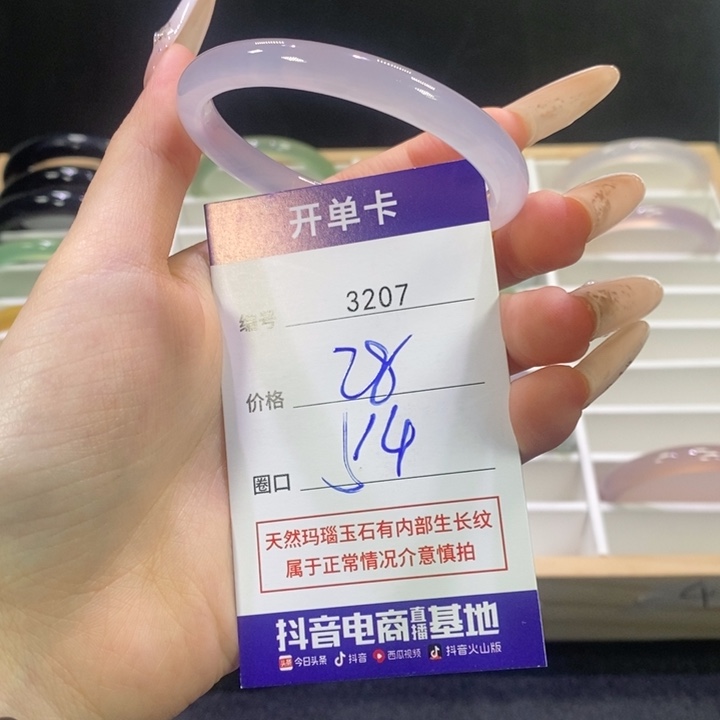 开单卡
编号 3207
价格 28
圈口 14
天然玛瑙玉石有内部生长纹
属于正常情况介意慎拍
抖音电商直播基地
头条 今日头条 抖音 西瓜视频 抖音火山版